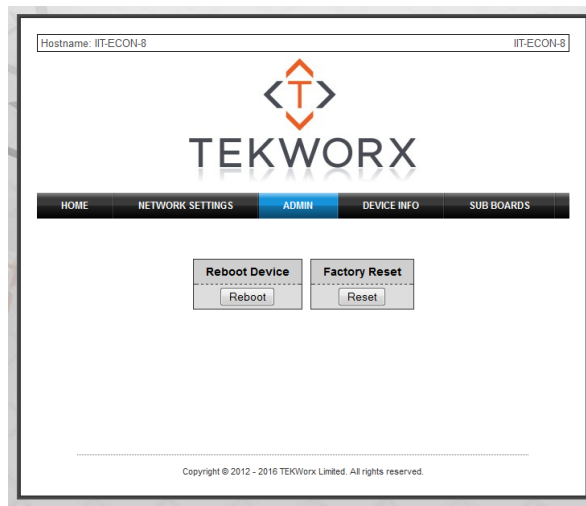 Hostname: IIT-ECON-8 IIT-ECON-8
T
TEKWORX
HOME NETWORK SETTINGS ADMIN DEVICE INFO SUB BOARDS
Reboot Device Factory Reset
Reboot Reset
Copyright © 2012 - 2016 TEKWorx Limited. All rights reserved.